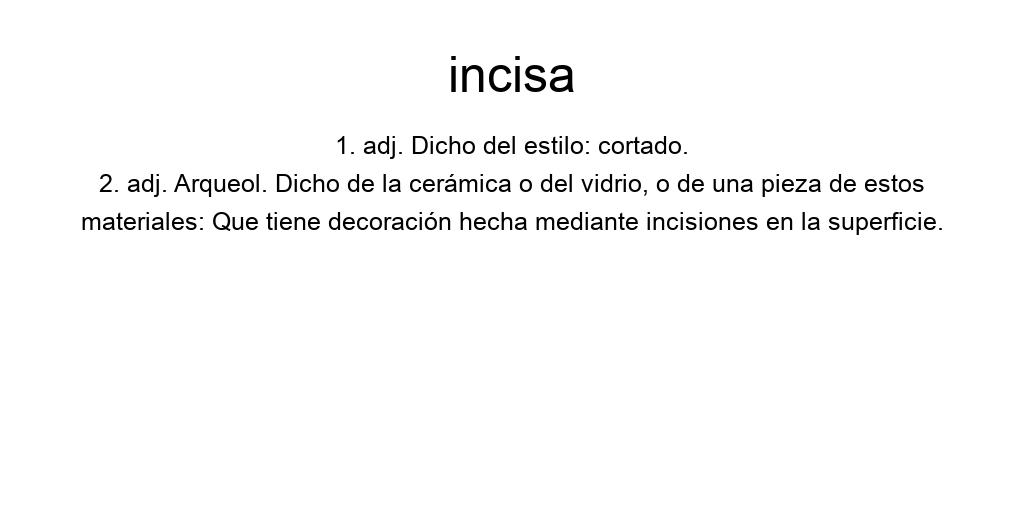 incisa
1. adj. Dicho del estilo: cortado.
2. adj. Arqueol. Dicho de la cerámica o del vidrio, o de una pieza de estos
materiales: Que tiene decoración hecha mediante incisiones en la superficie.